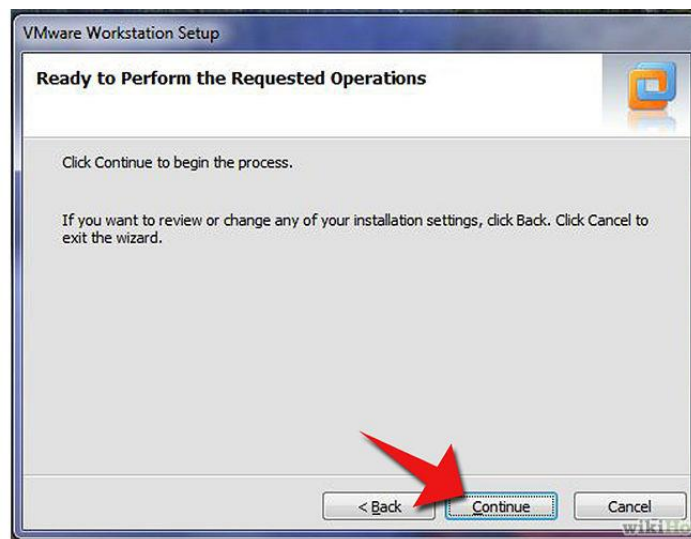 VMware Workstation Setup
Ready to Perform the Requested Operations
Click Continue to begin the process.
If you want to review or change any of your installation settings, click Back. Click Cancel to
exit the wizard.
< Back Continue Cancel
wikiHo